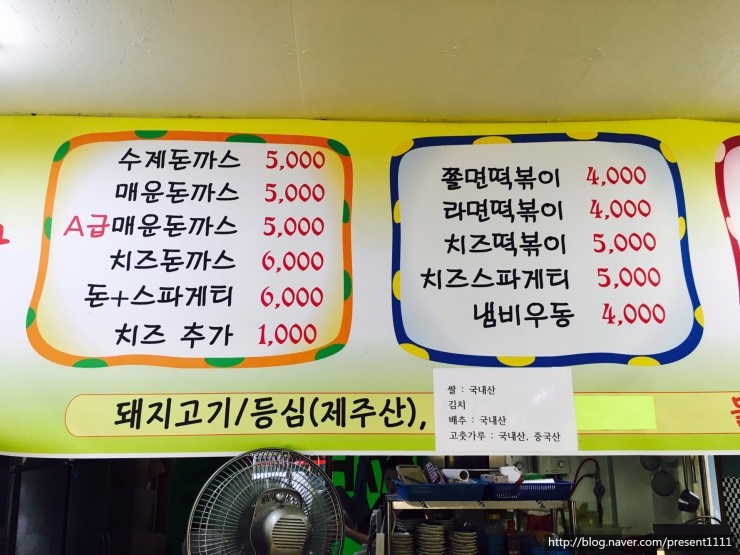 수제돈까스 5,000
매운돈까스 5,000
A급매운돈까스 5,000
치즈돈까스 6,000
돈+스파게티 6,000
치즈 추가 1,000
쫄면떡볶이 4,000
라면떡볶이 4,000
치즈떡볶이 5,000
치즈스파게티 5,000
냄비우동 4,000
돼지고기/등심(제주산),
쌀 : 국내산
김치
배추 : 국내산
고춧가루 : 국내산, 중국산
http://blog.naver.com/present1111